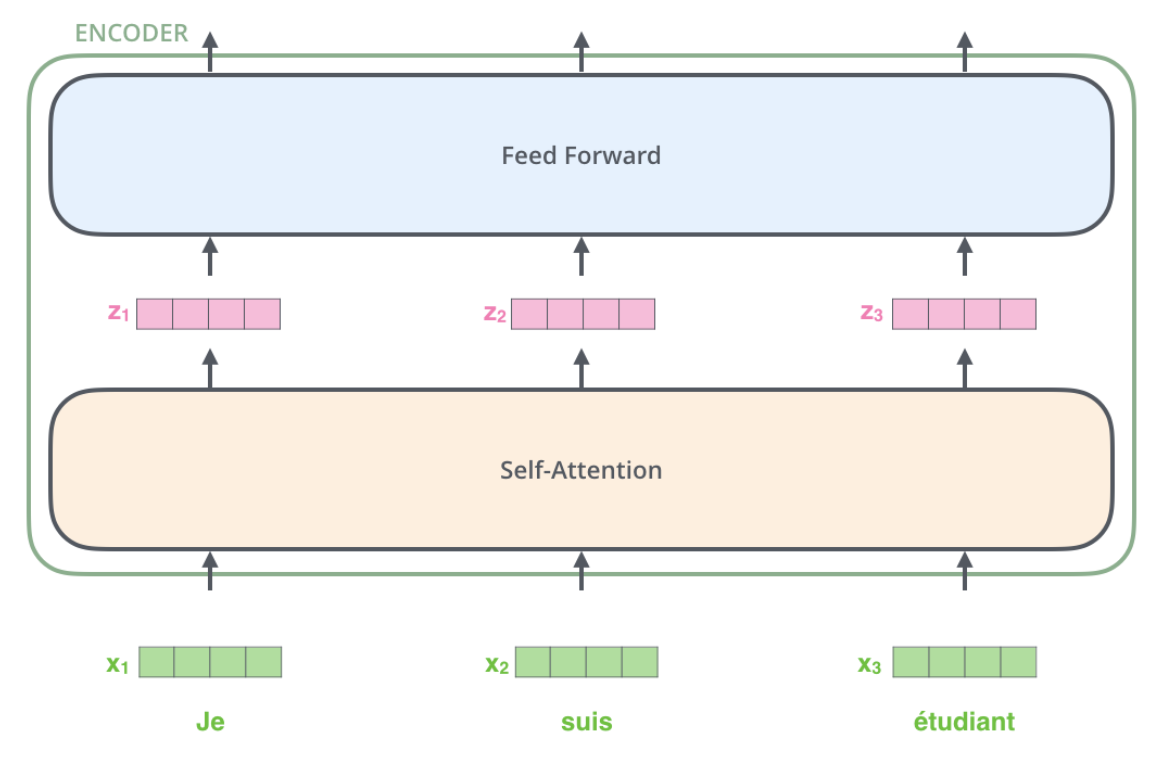 ENCODER
Feed Forward
z₁ z₂ z₃
Self-Attention
x₁ x₂ x₃
Je suis étudiant